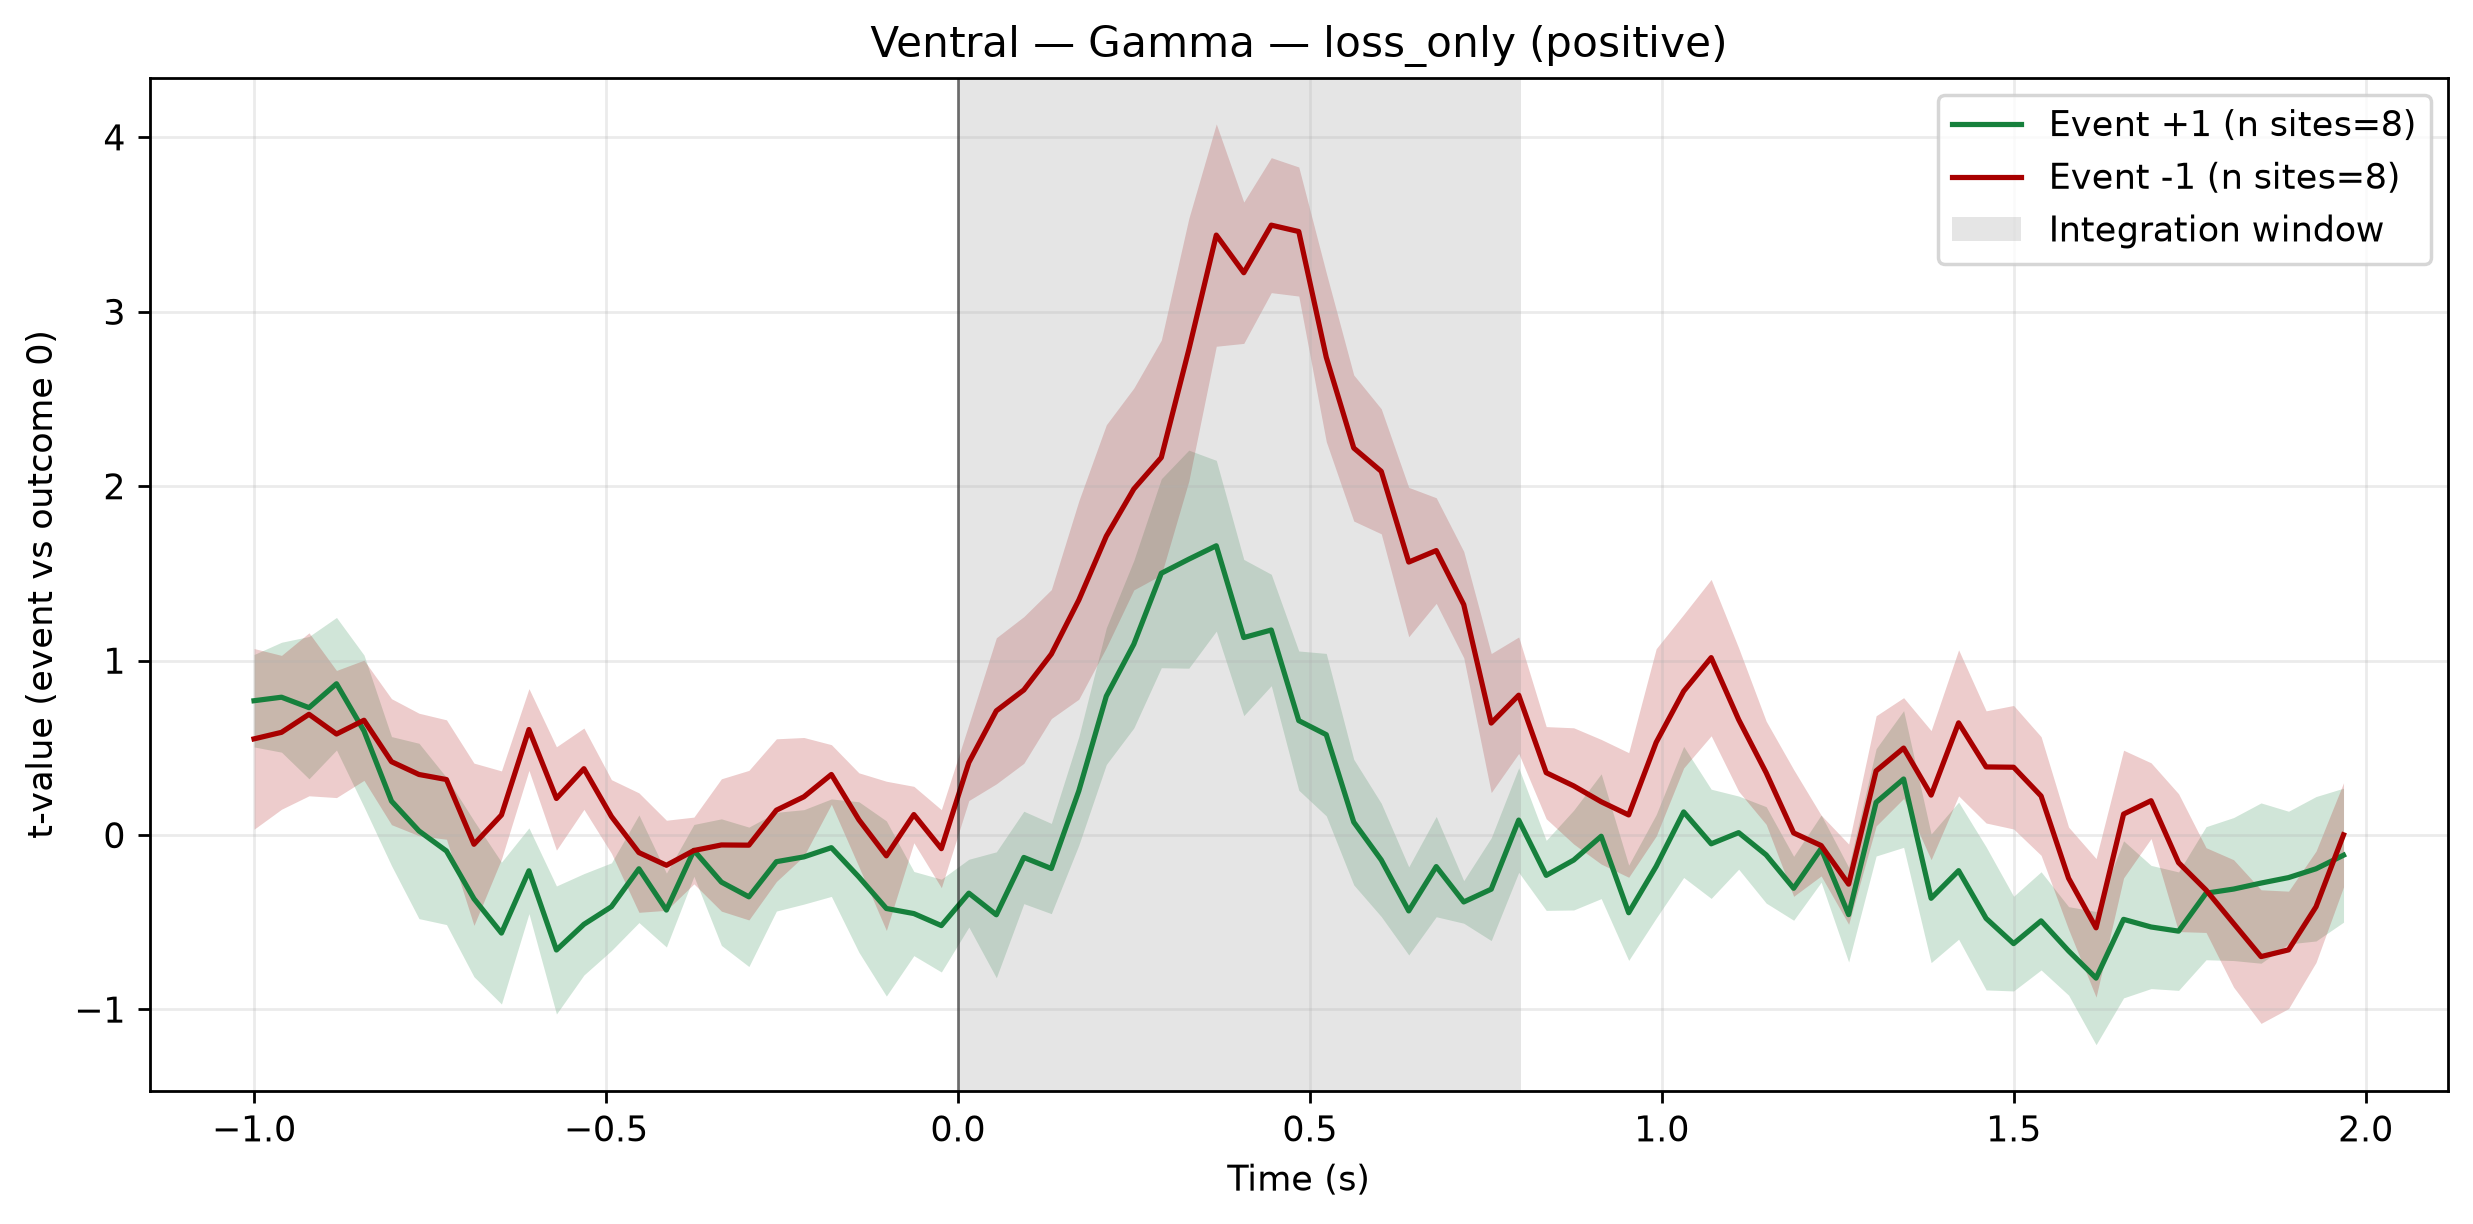 Ventral — Gamma — loss_only (positive)
Event +1 (n sites=8)
Event -1 (n sites=8)
Integration window
t-value (event vs outcome 0)
4
3
2
1
0
−1
−1.0
−0.5
0.0
0.5
1.0
1.5
2.0
Time (s)